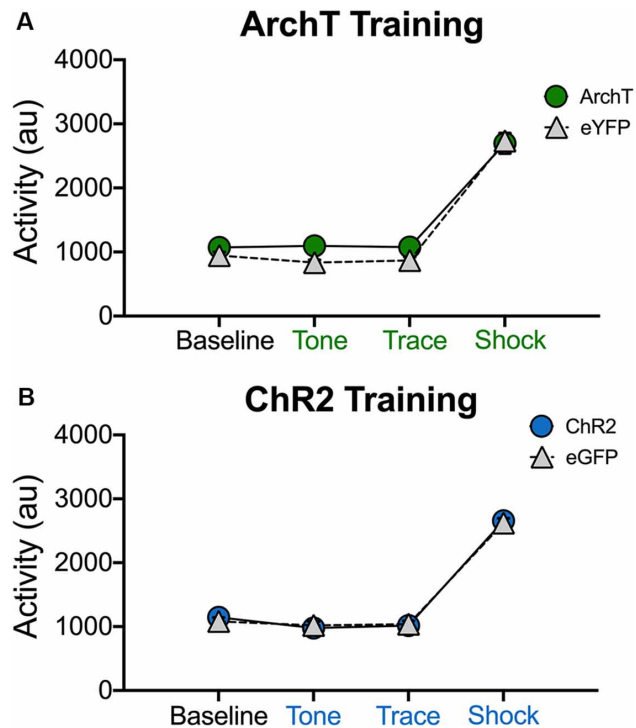 A
ArchT Training
4000
3000
2000
1000
0
Activity (au)
ArchT
eYFP
Baseline Tone Trace Shock
B
ChR2 Training
4000
3000
2000
1000
0
Activity (au)
ChR2
eGFP
Baseline Tone Trace Shock